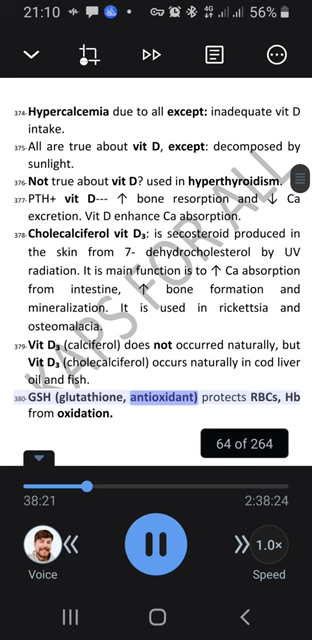 21:10 56%
374- Hypercalcemia due to all except: inadequate vit D
intake.
375- All are true about vit D, except: decomposed by
sunlight.
376- Not true about vit D? used in hyperthyroidism.
377- PTH+ vit D--- ↑ bone resorption and ↓ Ca
excretion. Vit D enhance Ca absorption.
378- Cholecalciferol vit D₃: is secosteroid produced in
the skin from 7- dehydrocholesterol by UV
radiation. It is main function is to ↑ Ca absorption
from intestine, ↑ bone formation and
mineralization. It is used in rickettsia and
osteomalacia.
379- Vit D₃ (calciferol) does not occurred naturally, but
Vit D₃ (cholecalciferol) occurs naturally in cod liver
oil and fish.
380- GSH (glutathione, antioxidant) protects RBCs, Hb
from oxidation.
KAPS FOR ALL
64 of 264
38:21 2:38:24
1.0×
Voice Speed